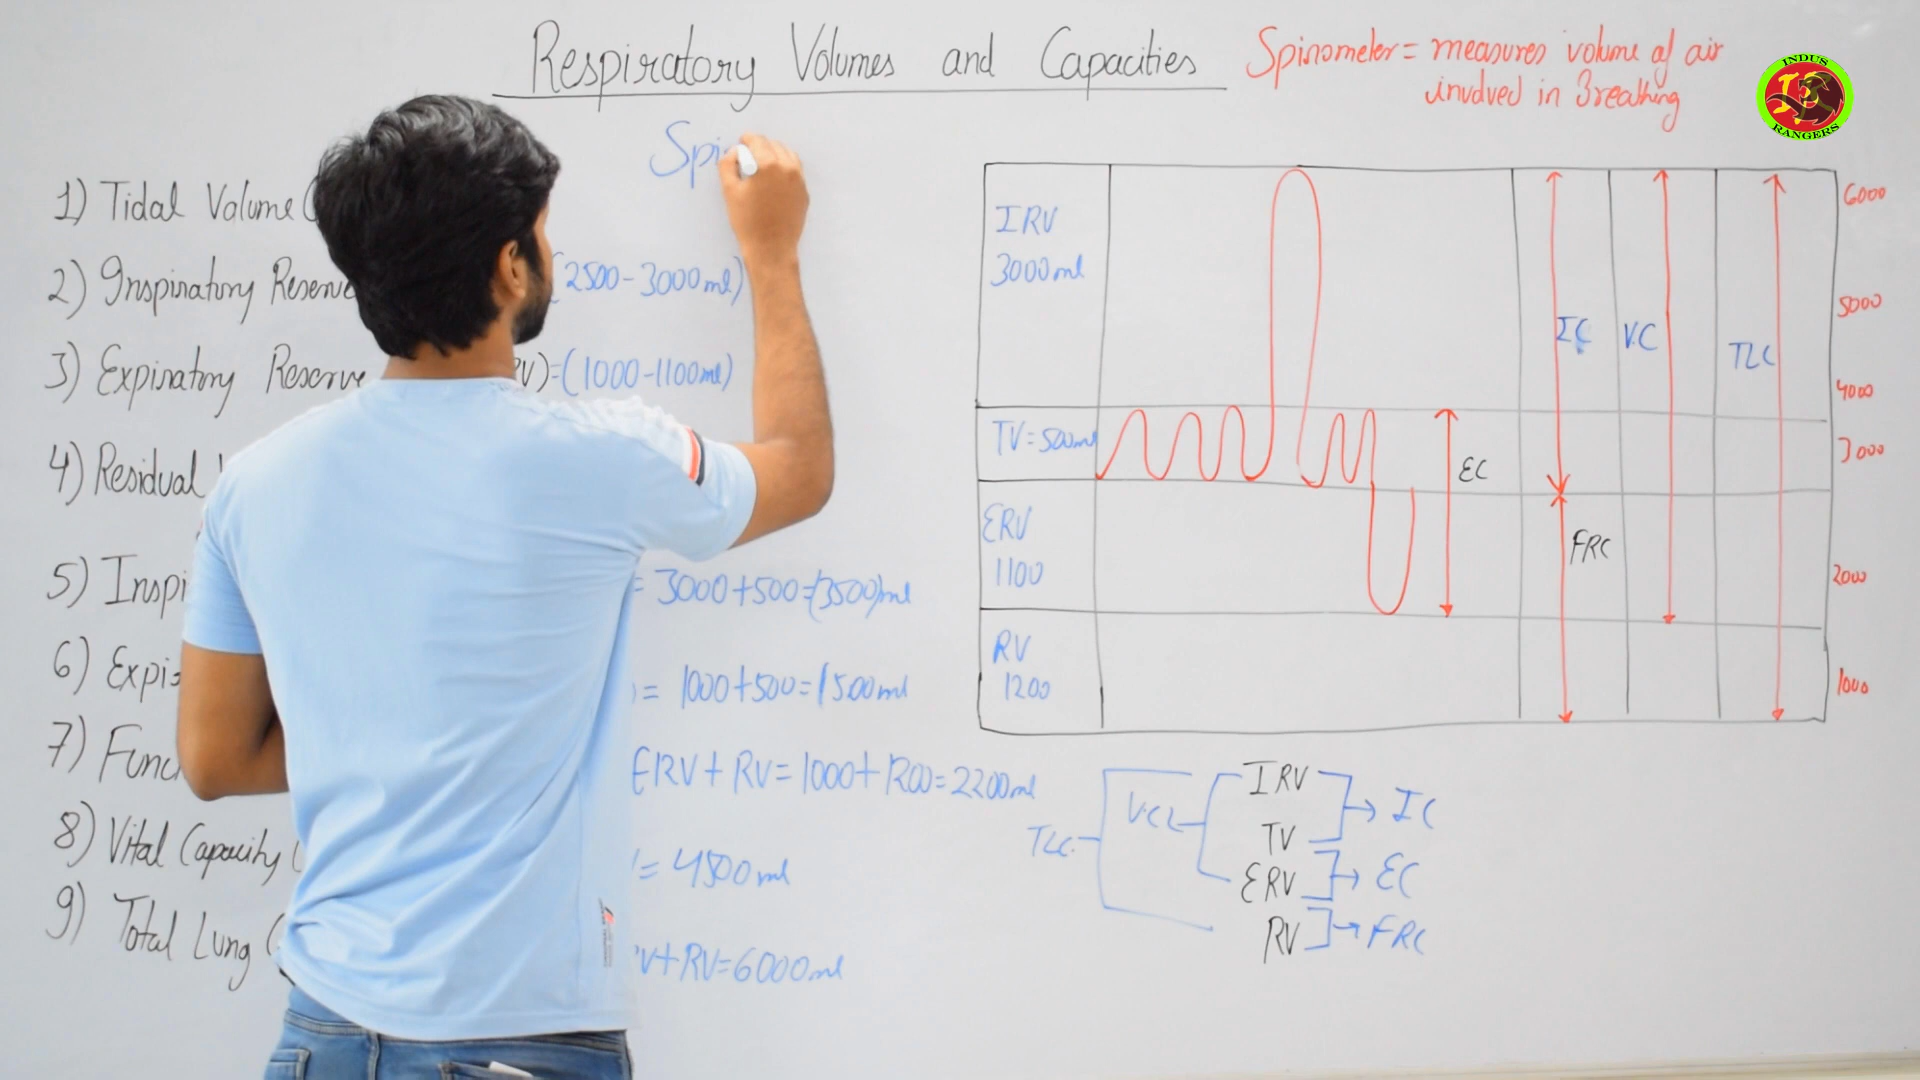 Respiratory Volumes and Capacities
Spirometer = measures volume of air
involved in Breathing
INDUS
RANGERS
Spi
1) Tidal Volume (
2) Inspiratory Reserve (2500-3000ml)
3) Expiratory Reserve RV)=(1000-1100ml)
4) Residual
5) Inspi = 3000+500=(3500)ml
6) Expi )= 1000+500=1500ml
7) Func ERV + RV = 1000+1200=2200ml
8) Vital Capacity ( = 4500ml
9) Total Lung ( V+RV=6000ml
IRV
3000ml
TV=500ml
ERV
1100
RV
1200
EC
IC
FRC
VC
TLC
6000
5000
4000
3000
2000
1000
TLC
VC
IRV
TV
ERV
RV
IC
EC
FRC